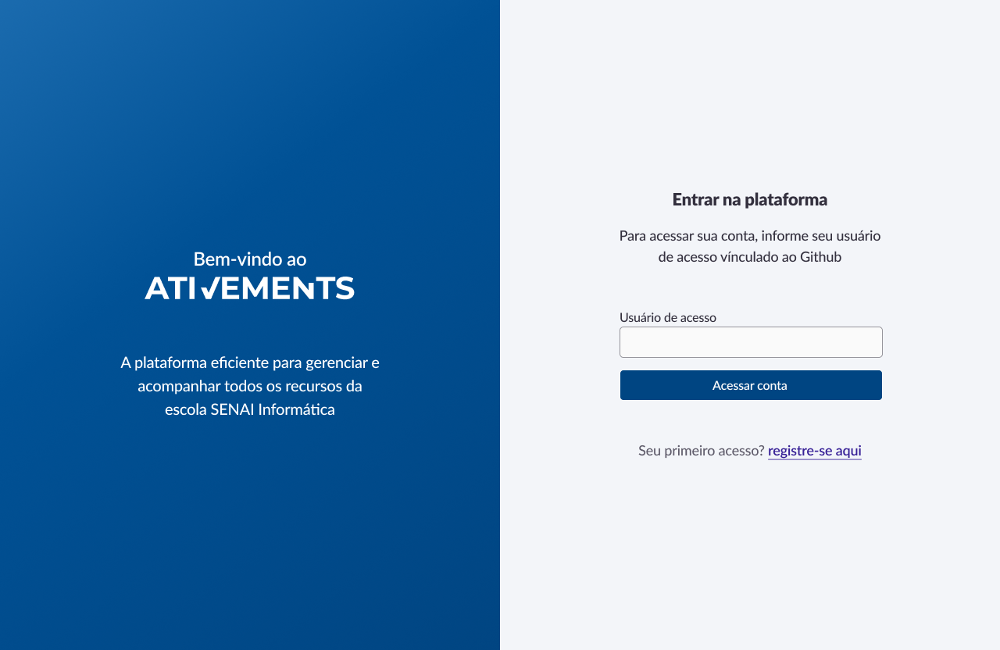 Bem-vindo ao
ATIVEMENTS
A plataforma eficiente para gerenciar e
acompanhar todos os recursos da
escola SENAI Informática
Entrar na plataforma
Para acessar sua conta, informe seu usuário
de acesso vínculado ao Github
Usuário de acesso
Acessar conta
Seu primeiro acesso? registre-se aqui